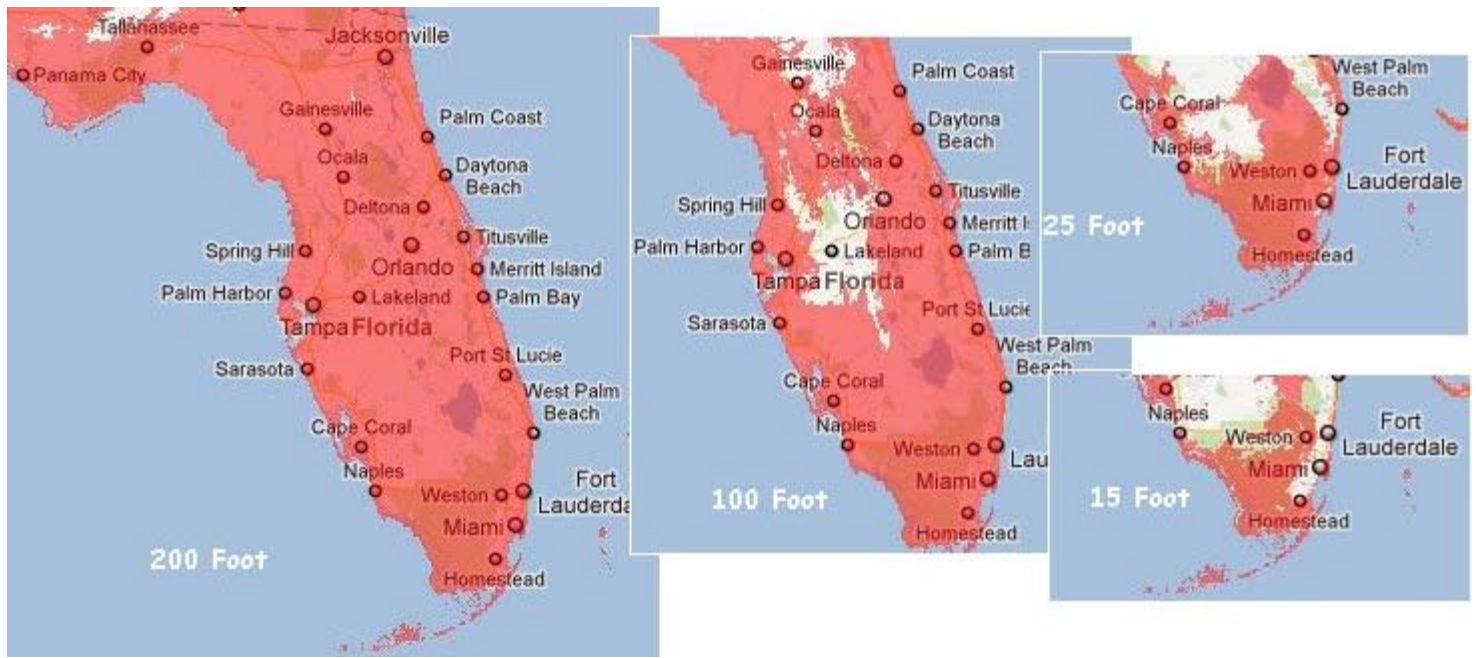 Tallahassee
Jacksonville
Panama City
Gainesville
Palm Coast
Ocala
Daytona
Beach
Deltona
Spring Hill
Titusville
Orlando
Merritt Island
Palm Harbor
Lakeland
Palm Bay
Tampa Florida
Sarasota
Port St Lucie
West Palm
Beach
Cape Coral
Naples
Weston
Fort
Lauderda
Miami
200 Foot
Homestead
Gainesville
Palm Coast
Ocala
Daytona
Beach
Deltona
Titusville
Spring Hill
Orlando
Merritt I
Palm Harbor
Lakeland
Palm B
Tampa Florida
Sarasota
Port St Lucie
West Palm
Beach
Cape Coral
Naples
Weston
Lau
Miami
100 Foot
Homestead
West Palm
Beach
Cape Coral
Naples
Weston
Fort
Lauderdale
Miami
25 Foot
Homestead
Naples
Weston
Fort
Lauderdale
Miami
15 Foot
Homestead